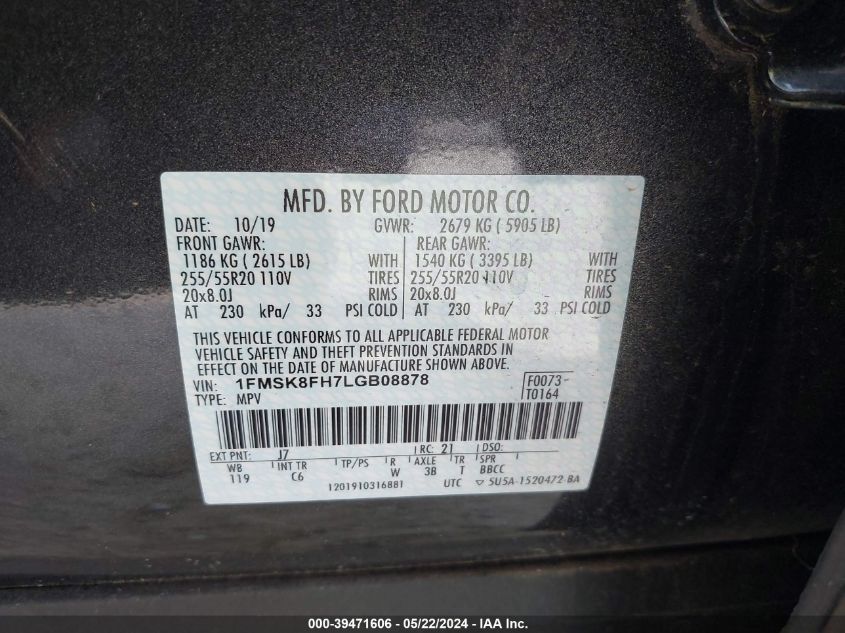 MFD. BY FORD MOTOR CO.
DATE: 10/19 GVWR: 2679 KG ( 5905 LB)
FRONT GAWR: REAR GAWR:
1186 KG ( 2615 LB) WITH 1540 KG ( 3395 LB) WITH
255/55R20 110V TIRES 255/55R20 110V TIRES
20x8.0J RIMS 20x8.0J RIMS
AT 230 kPa/ 33 PSI COLD AT 230 kPa/ 33 PSI COLD
THIS VEHICLE CONFORMS TO ALL APPLICABLE FEDERAL MOTOR
VEHICLE SAFETY AND THEFT PREVENTION STANDARDS IN
EFFECT ON THE DATE OF MANUFACTURE SHOWN ABOVE.
VIN: 1FMSK8FH7LGB08878 F0073-
TYPE: MPV T0164
EXT PNT: J7 RC: 21 DSO:
WB INT TR TP/PS R AXLE TR SPR
119 C6 W 3B T BBCC
1201910316881 UTC ▽ 5U5A-1520472-BA
000-39471606 - 05/22/2024 - IAA Inc.